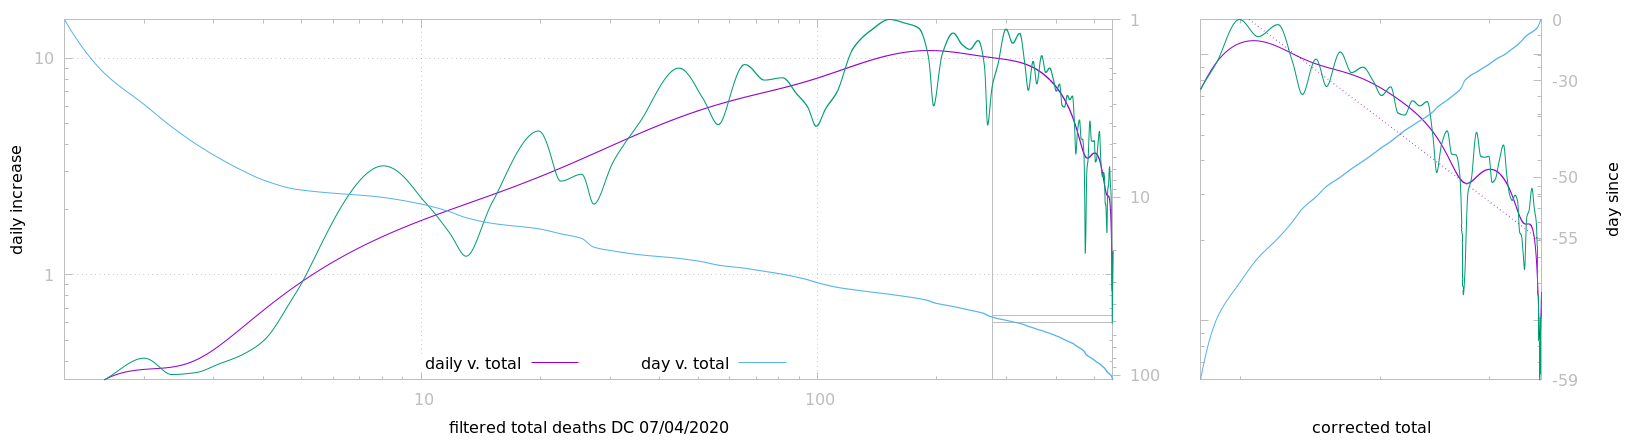 1
0
10
-30
daily increase
10
-50
day since
-55
1
daily v. total
day v. total
100
-59
10
100
filtered total deaths DC 07/04/2020
corrected total